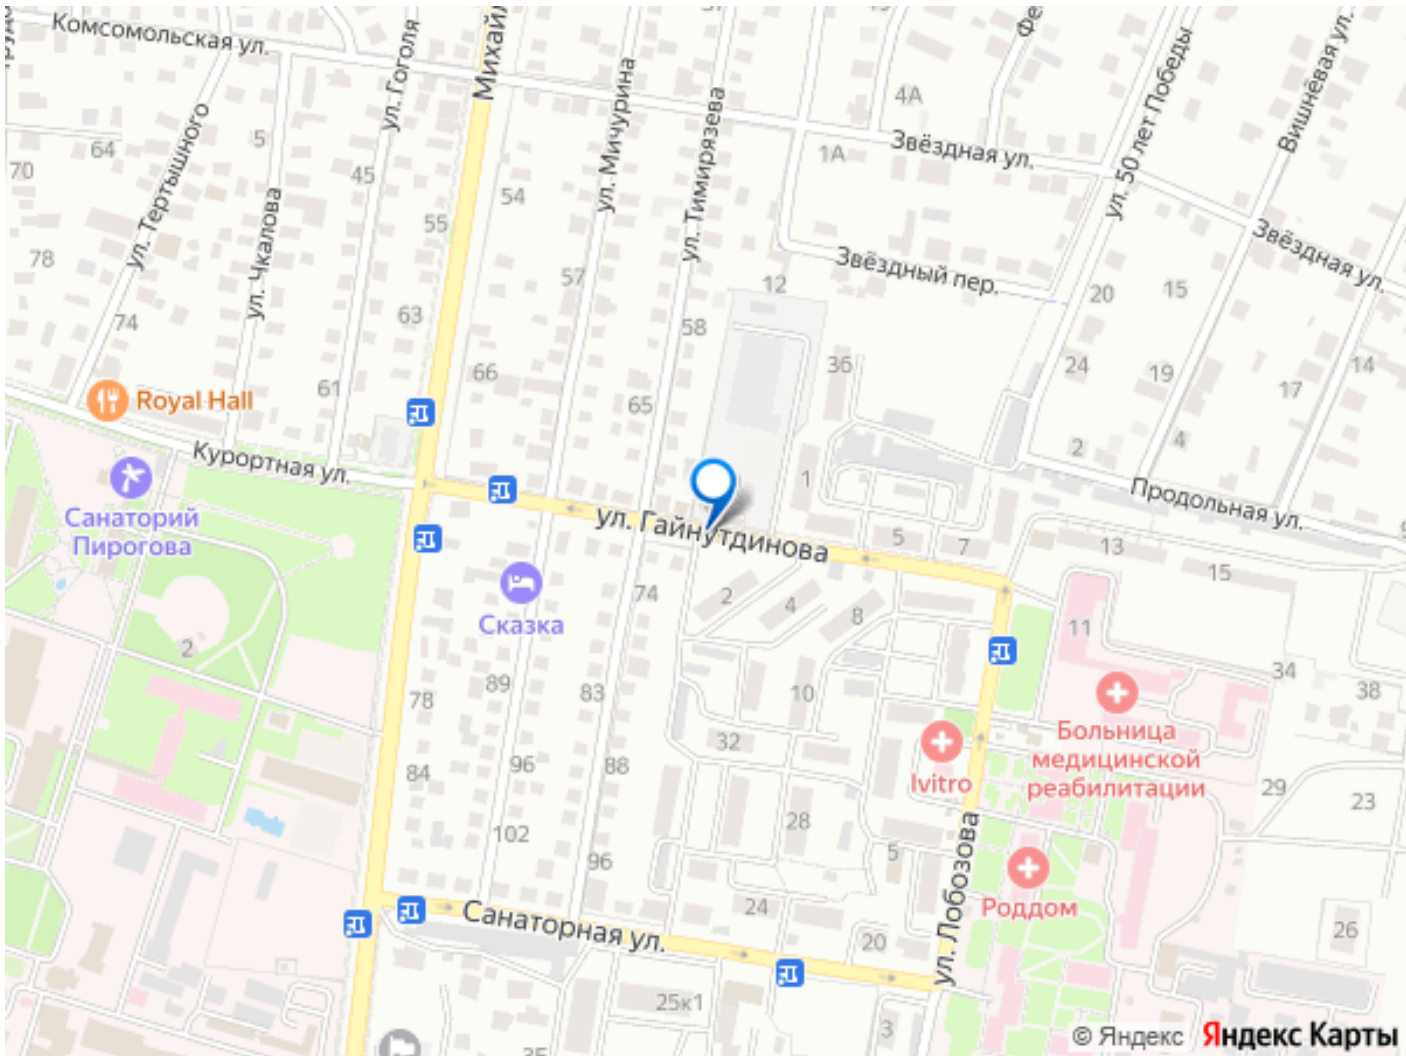 Комсомольская ул.
ул. Тертышного
ул. Чкалова
ул. Гоголя
Михайл
ул. Мичурина
ул. Тимирязева
4А
Звёздная ул.
1А
ул. 50 лет Победы
Вишнёвая ул.
Звёздная ул.
Звёздный пер.
64
5
70
45
54
55
78
57
12
20
15
74
63
58
36
24
19
14
66
61
65
17
Royal Hall
2
4
Курортная ул.
1
Продольная ул.
Санаторий
Пирогова
ул. Гайнутдинова
5
7
13
15
Сказка
74
2
4
8
11
2
34
89
83
10
38
78
32
Больница
медицинской
реабилитации
Ivitro
84
96
88
29
23
102
28
96
5
ул. Лобозова
Роддом
24
Санаторная ул.
20
26
25к1
3
35
© Яндекс
Яндекс Карты